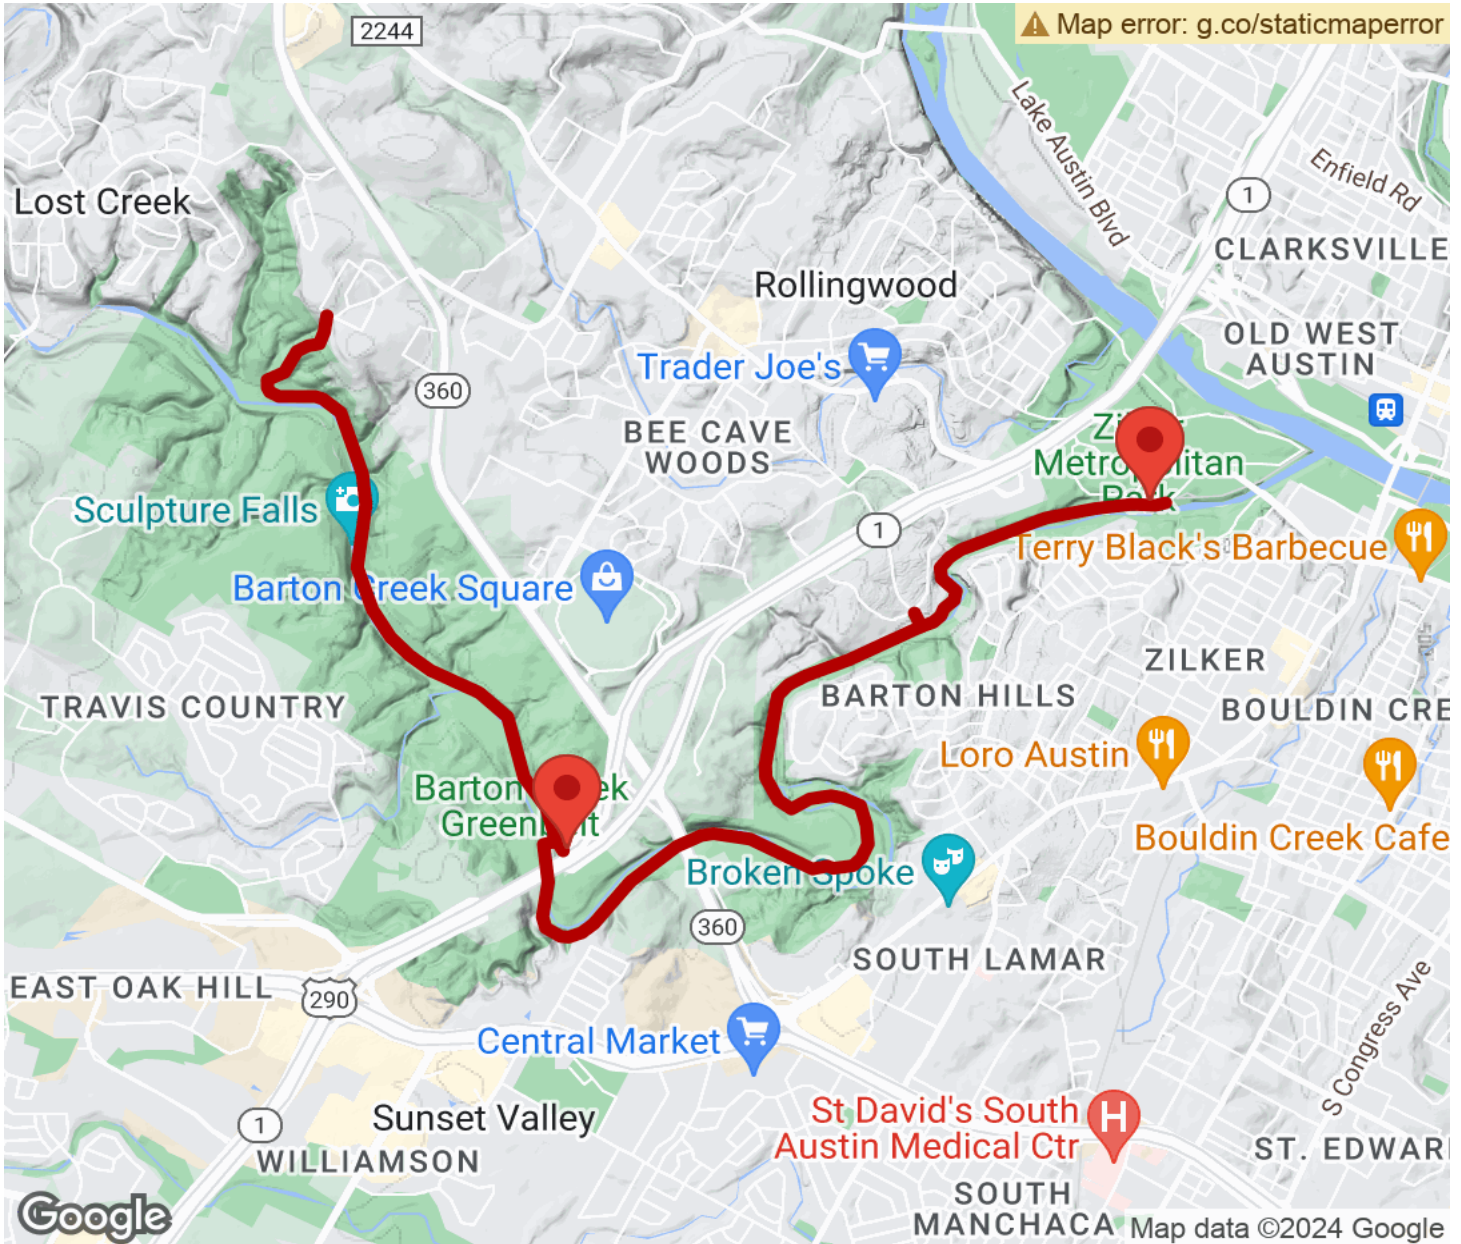 2244
Map error: g.co/staticmaperror
Lake Austin Blvd
Enfield Rd
1
Lost Creek
CLARKSVILLE
Rollingwood
OLD WEST
AUSTIN
Trader Joe's
360
BEE CAVE
WOODS
Metropolitan
Park
Sculpture Falls
1
Terry Black's Barbecue
Barton Creek Square
ZILKER
TRAVIS COUNTRY
BARTON HILLS
BOULDIN CRE
Loro Austin
Barton
Greenbelt
Bouldin Creek Cafe
Broken Spoke
360
SOUTH LAMAR
EAST OAK HILL
290
Central Market
S Congress Ave
St David's South
Austin Medical Ctr
Sunset Valley
1
WILLIAMSON
ST. EDWAR
SOUTH
MANCHACA
Google
Map data ©2024 Google